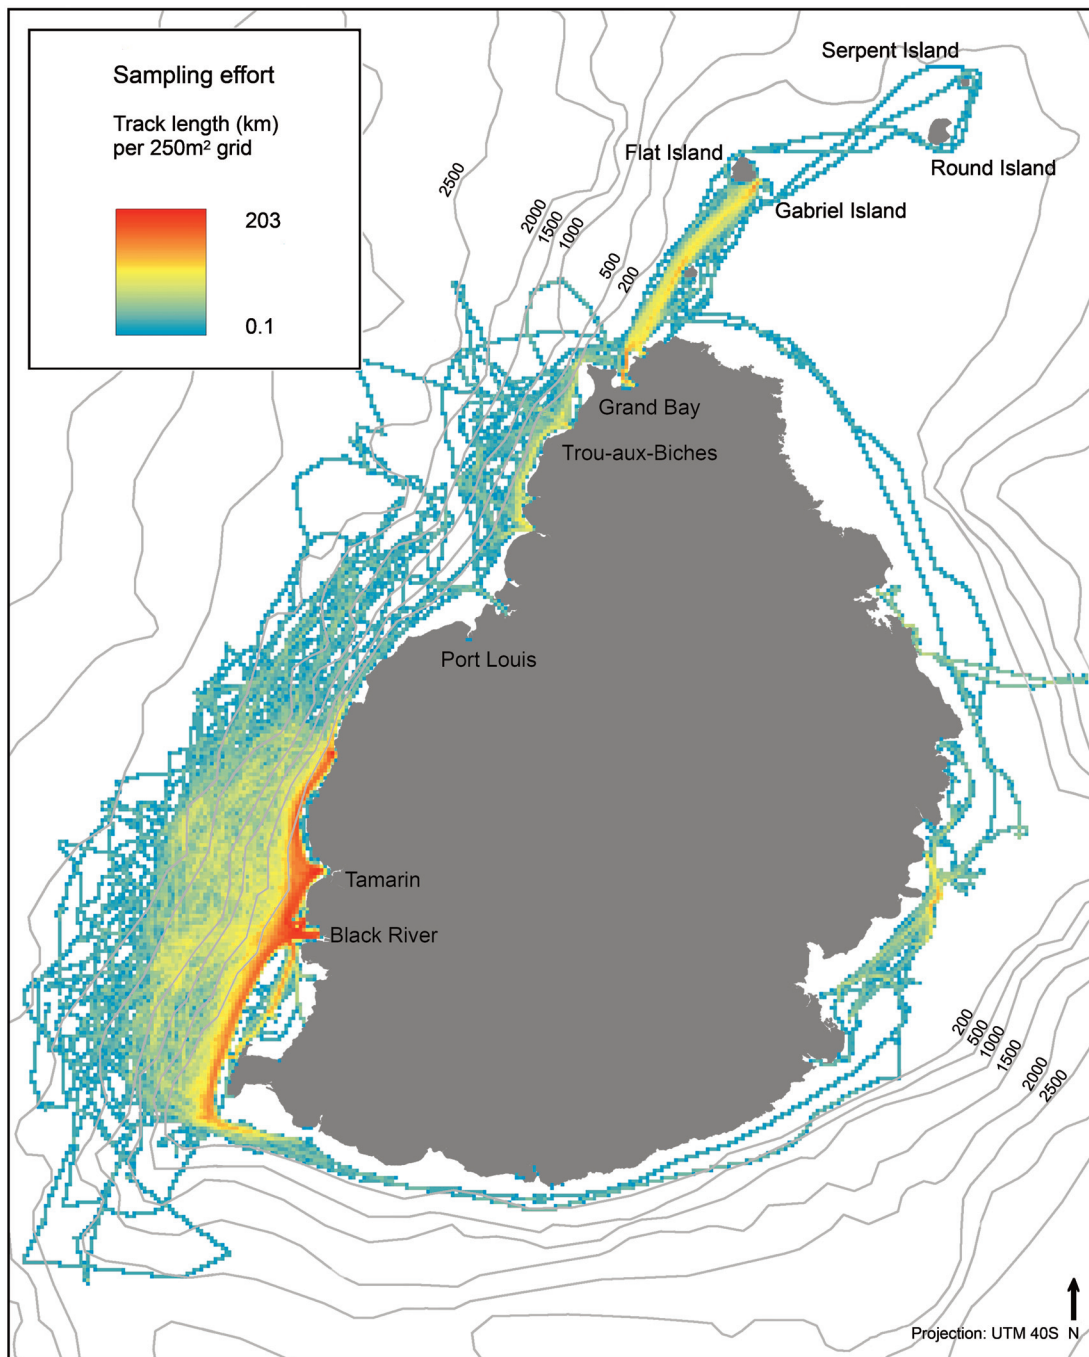 Sampling effort
Track length (km)
per 250m² grid
203
0.1
Serpent Island
Flat Island
Round Island
Gabriel Island
2500
2000
1500
1000
500
200
Grand Bay
Trou-aux-Biches
Port Louis
Tamarin
Black River
200
500
1000
1500
2000
2500
Projection: UTM 40S N